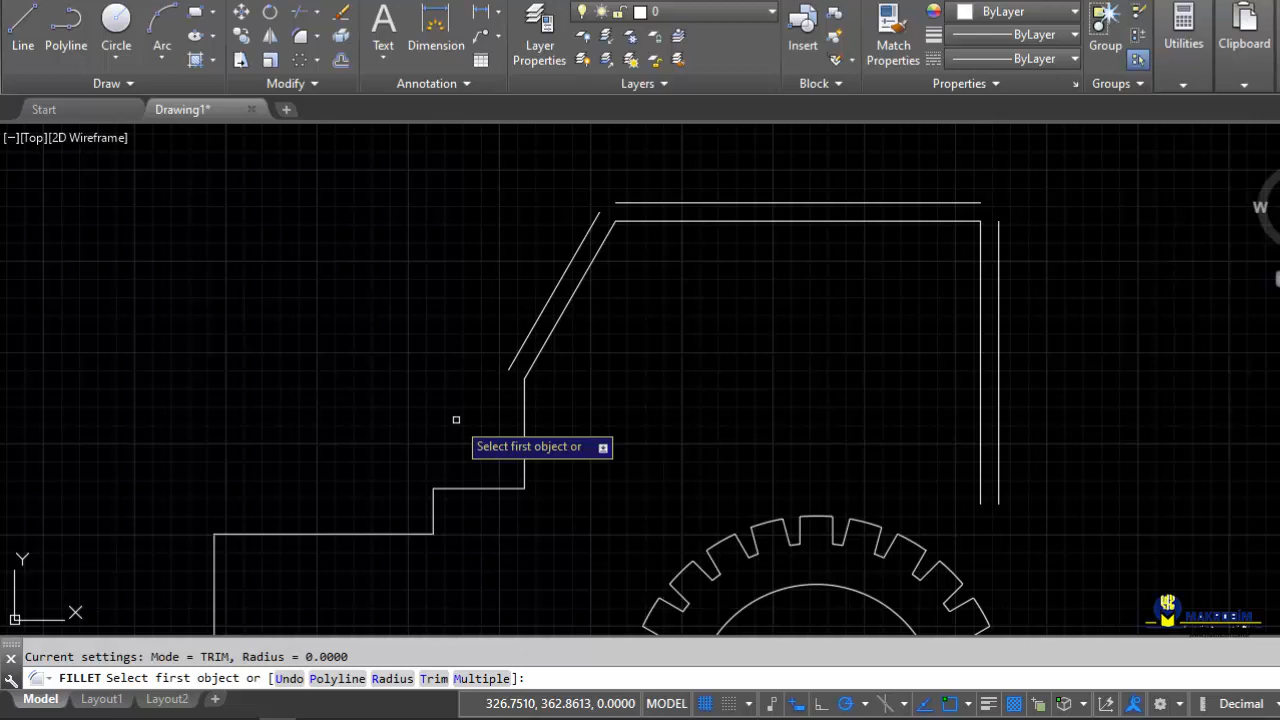 0
ByLayer
ByLayer
ByLayer
Line
Polyline
Circle
Arc
Text
Dimension
Layer
Properties
Insert
Match
Properties
Group
Utilities
Clipboard
Draw
Modify
Annotation
Layers
Block
Properties
Groups
Start
Drawing1*
[−][Top][2D Wireframe]
W
Select first object or
Y
X
Current settings: Mode = TRIM, Radius = 0.0000
FILLET Select first object or [Undo Polyline Radius Trim Multiple]:
Model
Layout1
Layout2
326.7510, 362.8613, 0.0000
MODEL
Decimal